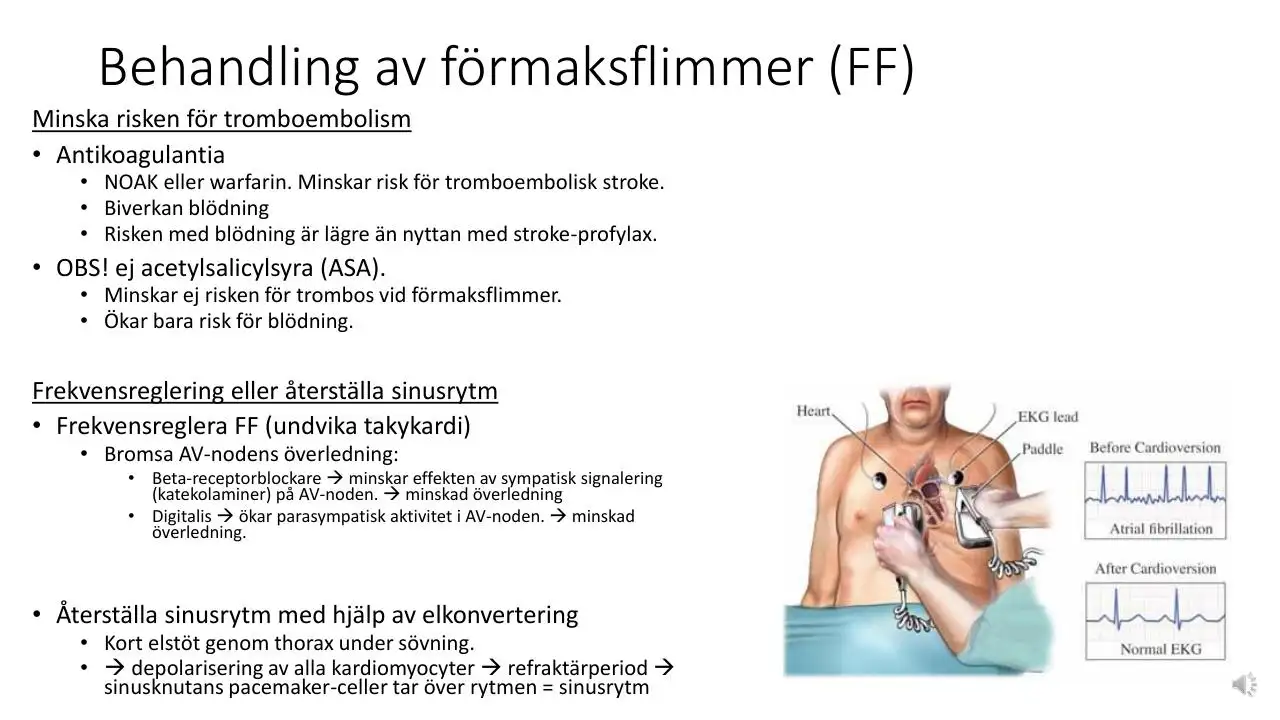 Behandling av förmaksflimmer (FF)
Minska risken för tromboembolism
• Antikoagulantia
• NOAK eller warfarin. Minskar risk för tromboembolisk stroke.
• Biverkan blödning
• Risken med blödning är lägre än nyttan med stroke-profylax.
• OBS! ej acetylsalicylsyra (ASA).
• Minskar ej risken för trombos vid förmaksflimmer.
• Ökar bara risk för blödning.
Frekvensreglering eller återställa sinusrytm
• Frekvensreglera FF (undvika takykardi)
• Bromsa AV-nodens överledning:
• Beta-receptorblockare → minskar effekten av sympatisk signalering
(katekolaminer) på AV-noden. → minskad överledning
• Digitalis → ökar parasympatisk aktivitet i AV-noden. → minskad
överledning.
• Återställa sinusrytm med hjälp av elkonvertering
• Kort elstöt genom thorax under sövning.
• → depolarisering av alla kardiomyocyter → refraktärperiod →
sinusknutans pacemaker-celler tar över rytmen = sinusrytm
Heart
EKG lead
Paddle
Before Cardioversion
Atrial fibrillation
After Cardioversion
Normal EKG